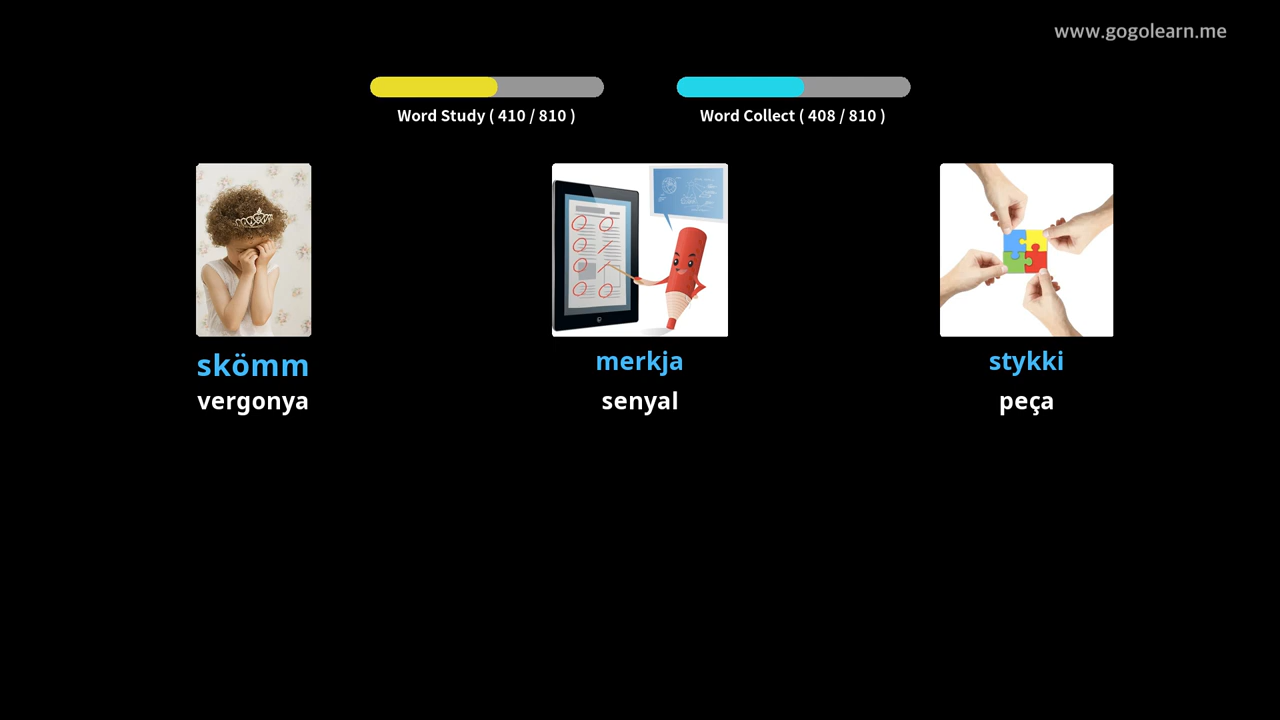 www.gogolearn.me
Word Study ( 410 / 810 )
Word Collect ( 408 / 810 )
skömm
merkja
stykki
vergonya
senyal
peça